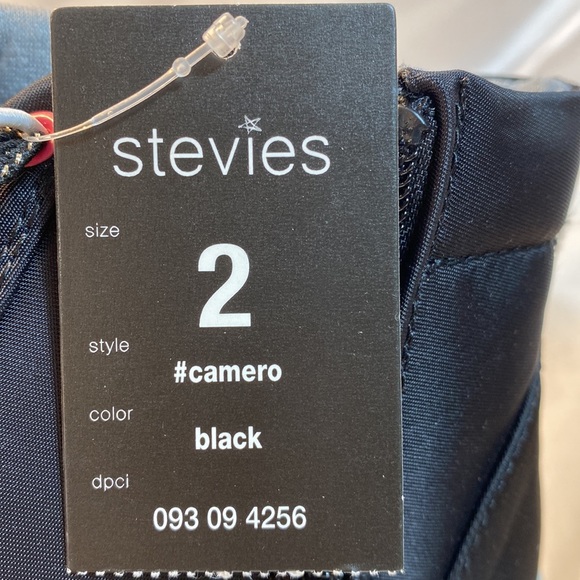 stevies
size
2
style
#camero
color
black
dpci
093 09 4256